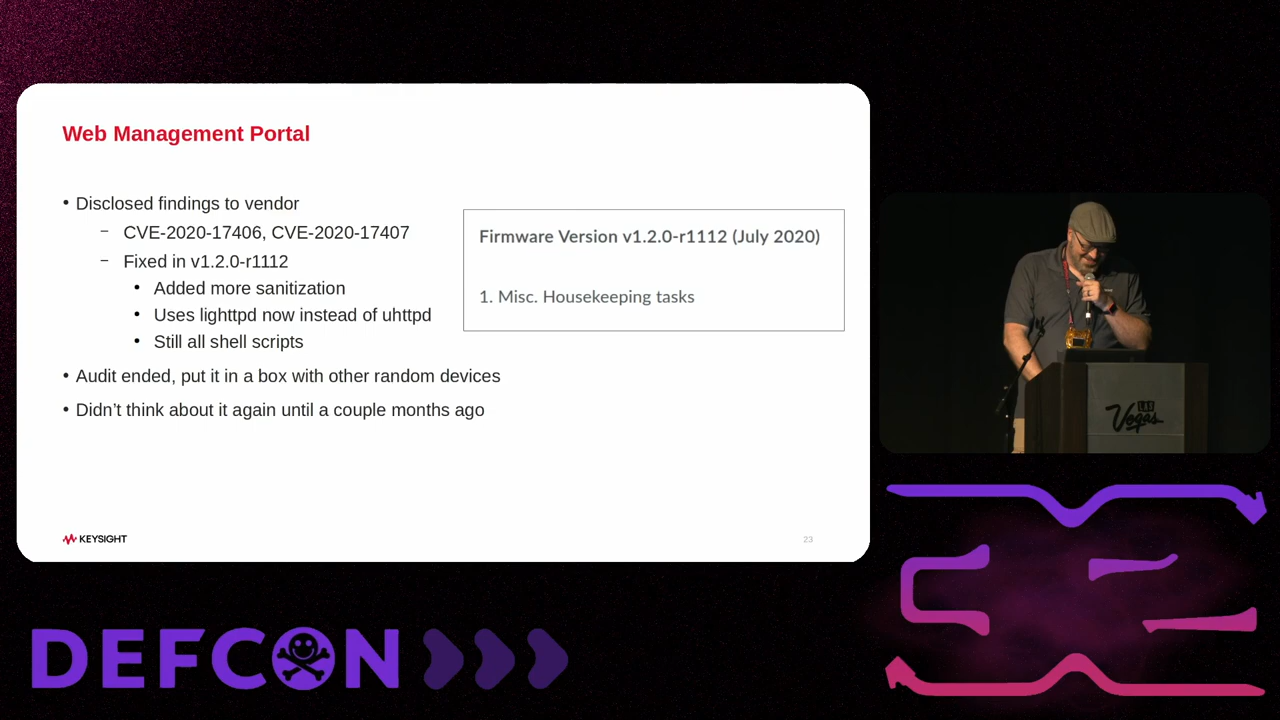 Web Management Portal
• Disclosed findings to vendor
– CVE-2020-17406, CVE-2020-17407
– Fixed in v1.2.0-r1112
• Added more sanitization
• Uses lighttpd now instead of uhttpd
• Still all shell scripts
• Audit ended, put it in a box with other random devices
• Didn’t think about it again until a couple months ago
Firmware Version v1.2.0-r1112 (July 2020)
1. Misc. Housekeeping tasks
KEYSIGHT
23
LAS
Vegas
DEFCON